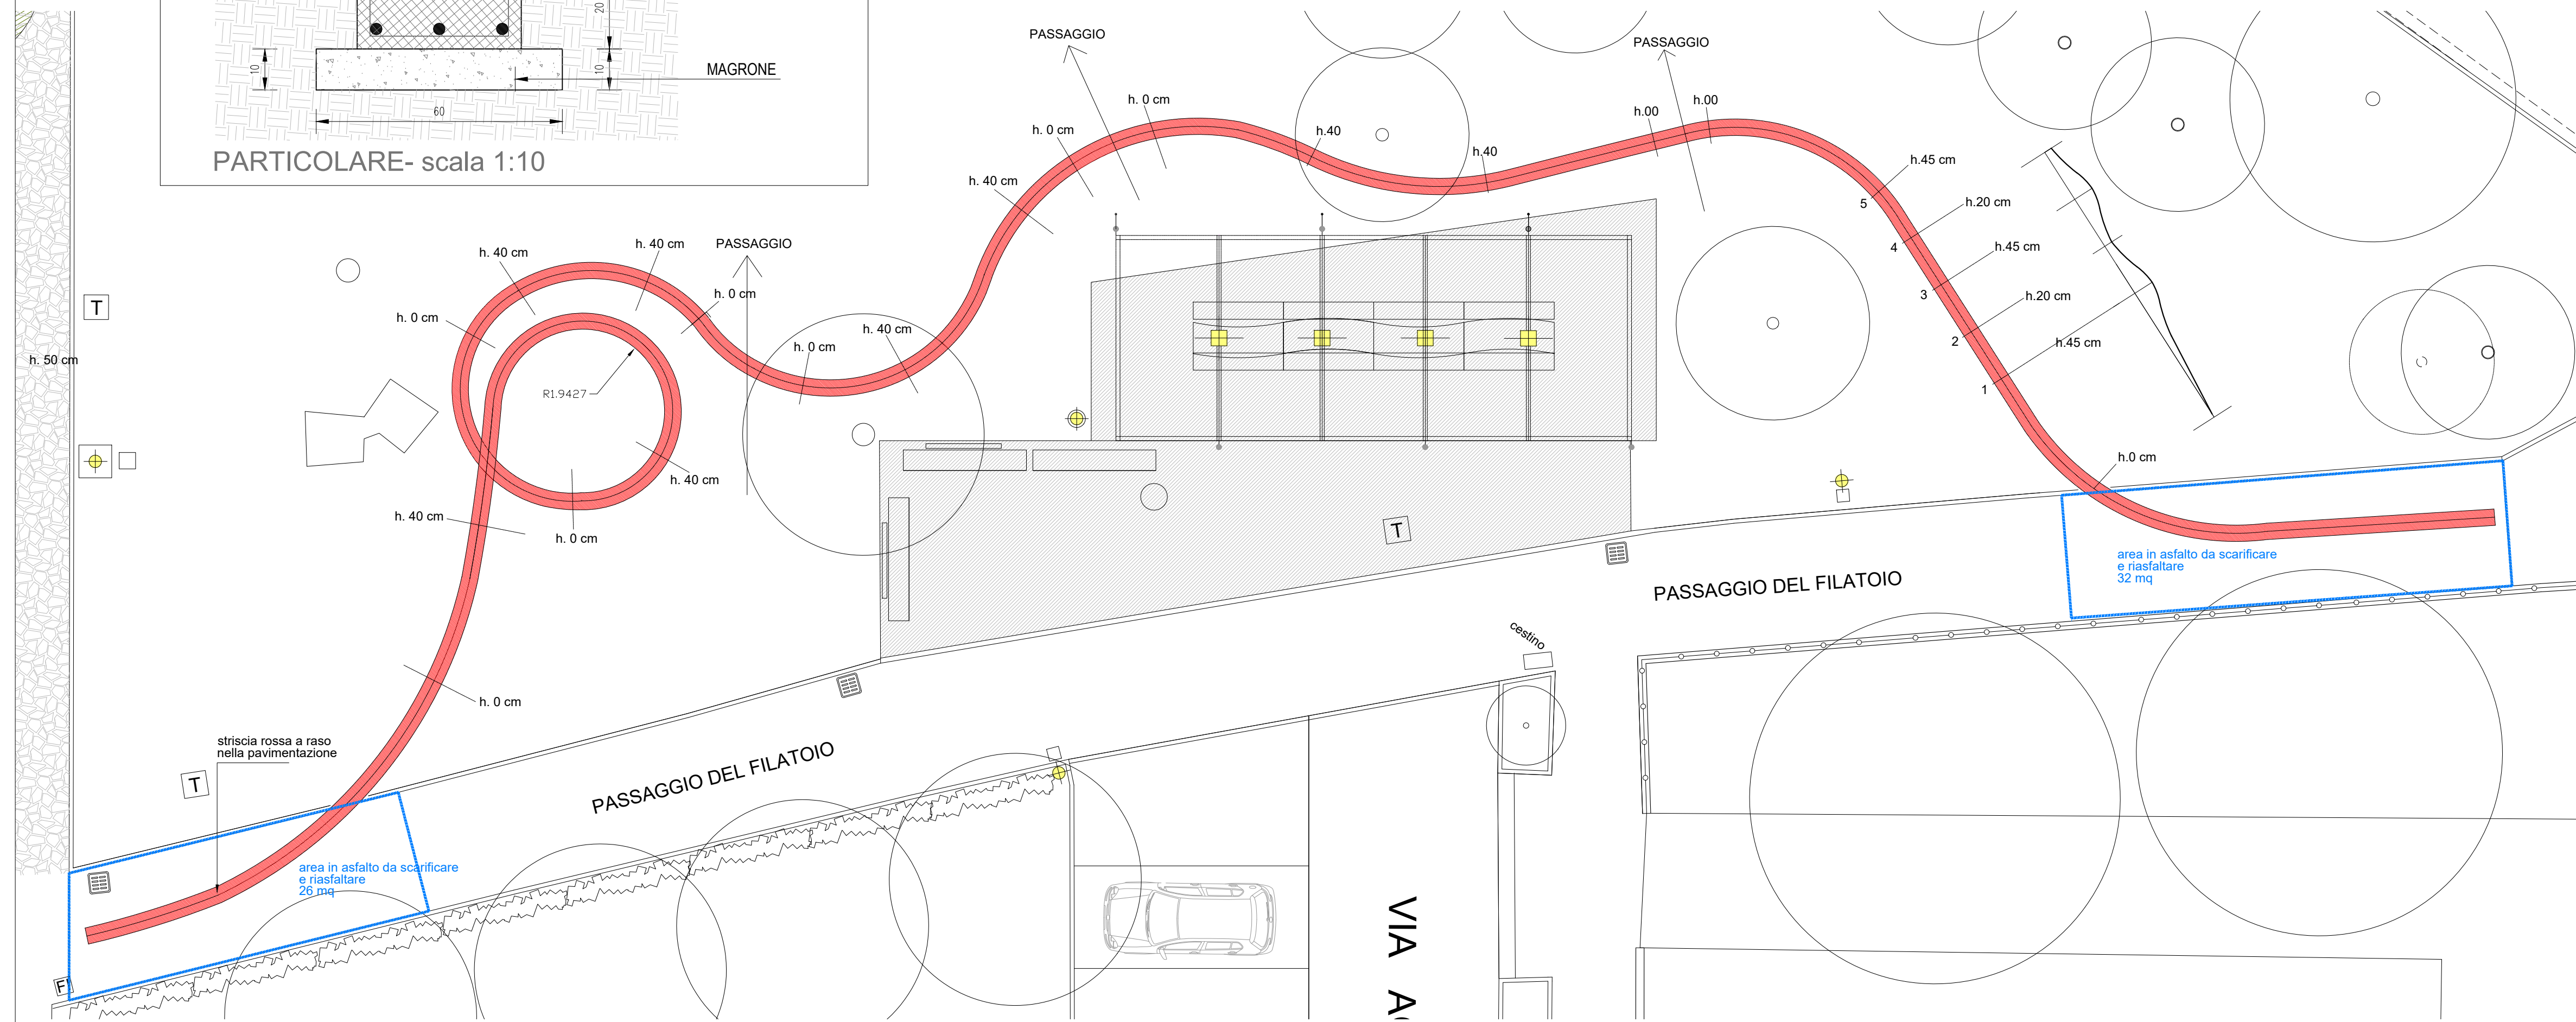 20
10
10
MAGRONE
60
PARTICOLARE- scala 1:10
PASSAGGIO
PASSAGGIO
h. 0 cm
h. 0 cm
h.40
h.40
h.00
h.00
h. 40 cm
h.45 cm
5
h.20 cm
4
h.45 cm
3
h.20 cm
2
h.45 cm
1
h.0 cm
h. 40 cm
h. 40 cm
PASSAGGIO
h. 0 cm
h. 0 cm
h. 0 cm
h. 40 cm
R1.9427
h. 40 cm
h. 40 cm
h. 0 cm
h. 0 cm
T
h. 50 cm
T
T
striscia rossa a raso
nella pavimentazione
area in asfalto da scarificare
e riasfaltare
26 mq
area in asfalto da scarificare
e riasfaltare
32 mq
PASSAGGIO DEL FILATOIO
PASSAGGIO DEL FILATOIO
cestino
F
VIA